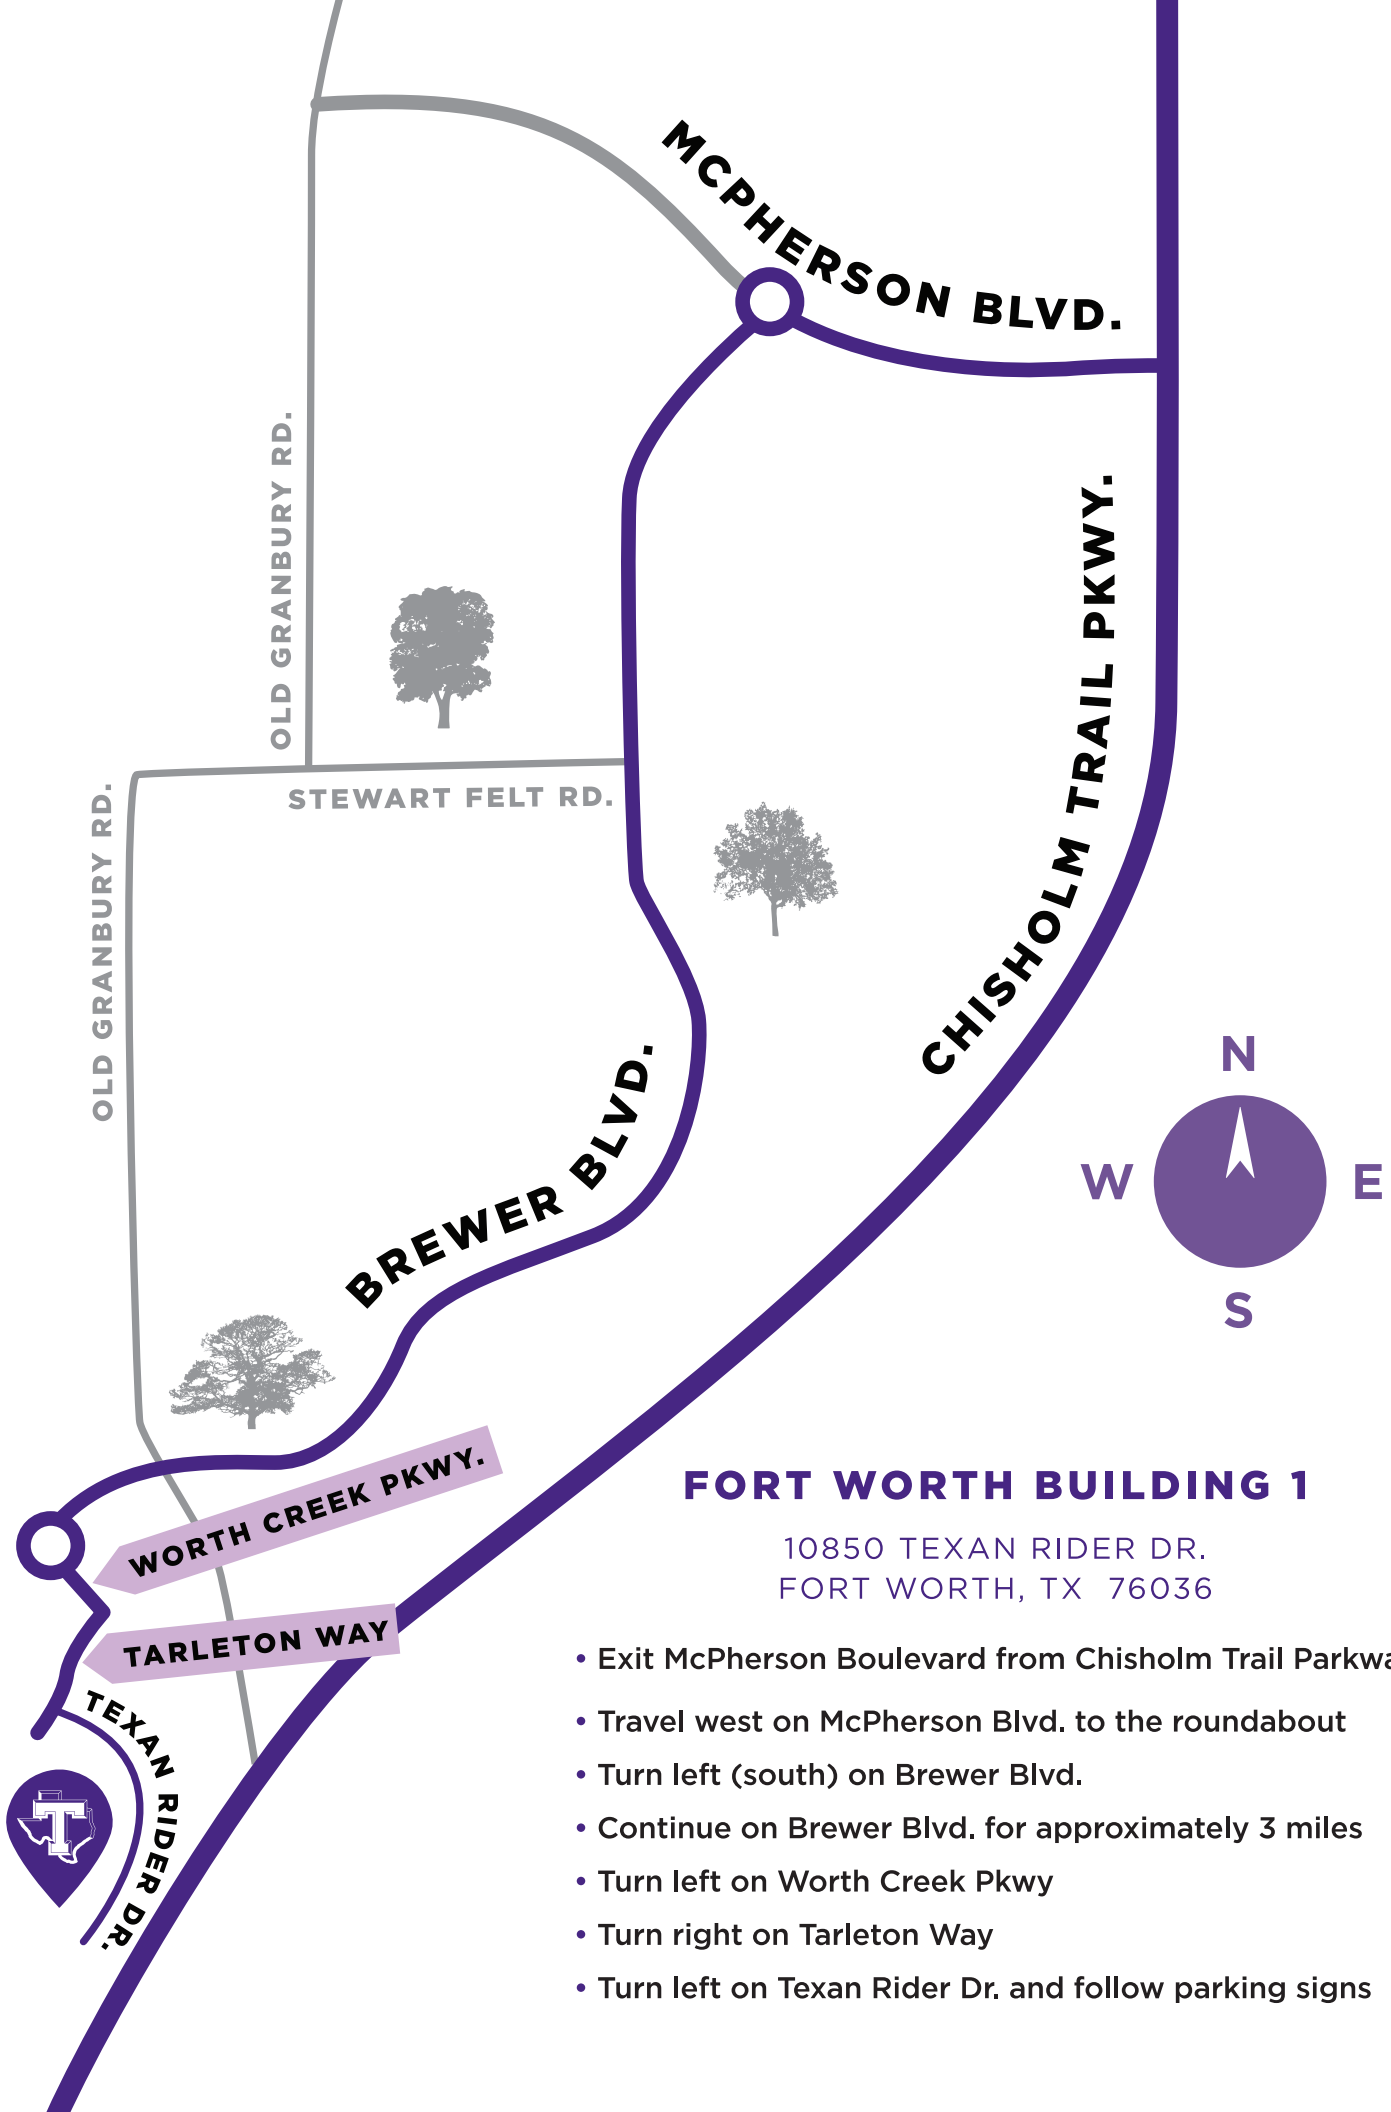 MCPHERSON BLVD.
OLD GRANBURY RD.
CHISHOLM TRAIL PKWY.
STEWART FELT RD.
OLD GRANBURY RD.
BREWER BLVD.
N
W
E
S
WORTH CREEK PKWY.
TARLETON WAY
TEXAN RIDER DR.
T
FORT WORTH BUILDING 1
10850 TEXAN RIDER DR.
FORT WORTH, TX 76036
• Exit McPherson Boulevard from Chisholm Trail Parkwa
• Travel west on McPherson Blvd. to the roundabout
• Turn left (south) on Brewer Blvd.
• Continue on Brewer Blvd. for approximately 3 miles
• Turn left on Worth Creek Pkwy
• Turn right on Tarleton Way
• Turn left on Texan Rider Dr. and follow parking signs